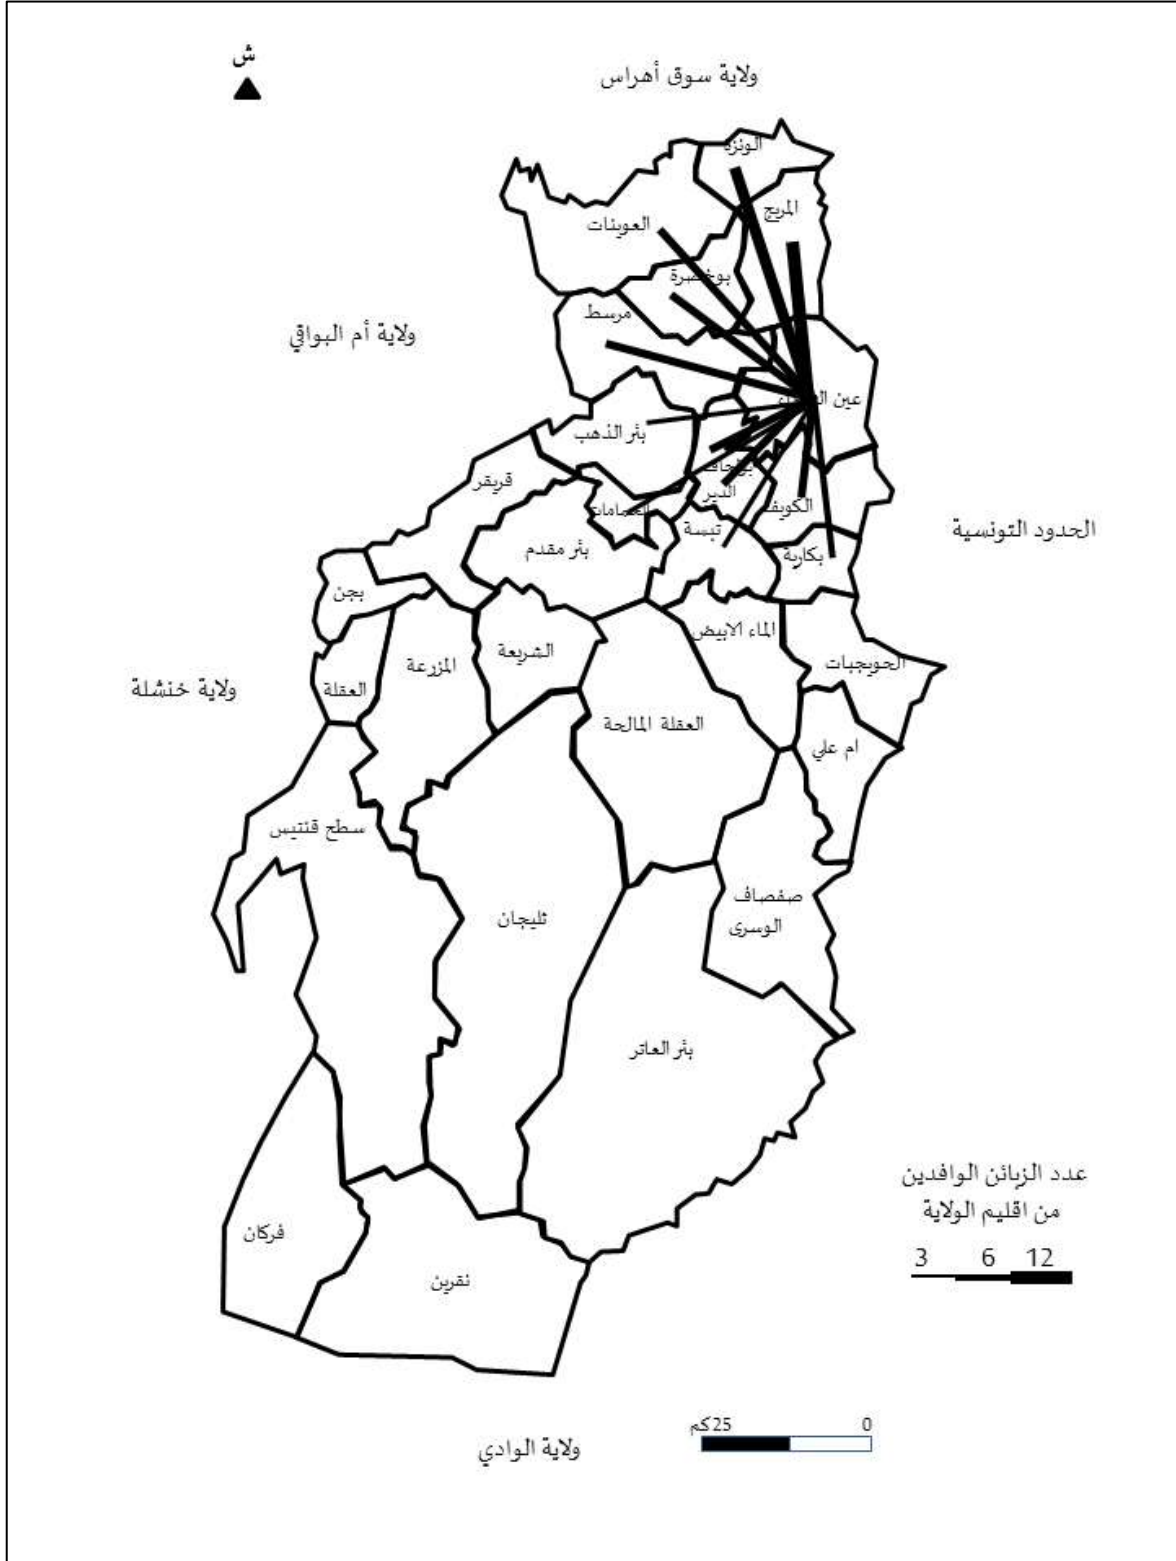 ش
ولاية سوق أهراس
الونزة
المريج
العوينات
بوخضرة
مرسط
ولاية أم البواقي
عين
بئر الذهب
قريقر
الدير
الكويف
الحمامات
تبسة
الحدود التونسية
بئر مقدم
بكارية
بجن
الماء الابيض
الشريعة
المزرعة
الحويجبات
ولاية خنشلة
العقلة
العقلة المالحة
ام علي
سطح قنتيس
صفصاف
الوسرى
ثليجان
بئر العاتر
عدد الزبائن الوافدين
من اقليم الولاية
3 6 12
فركان
نقرين
25كم 0
ولاية الوادي